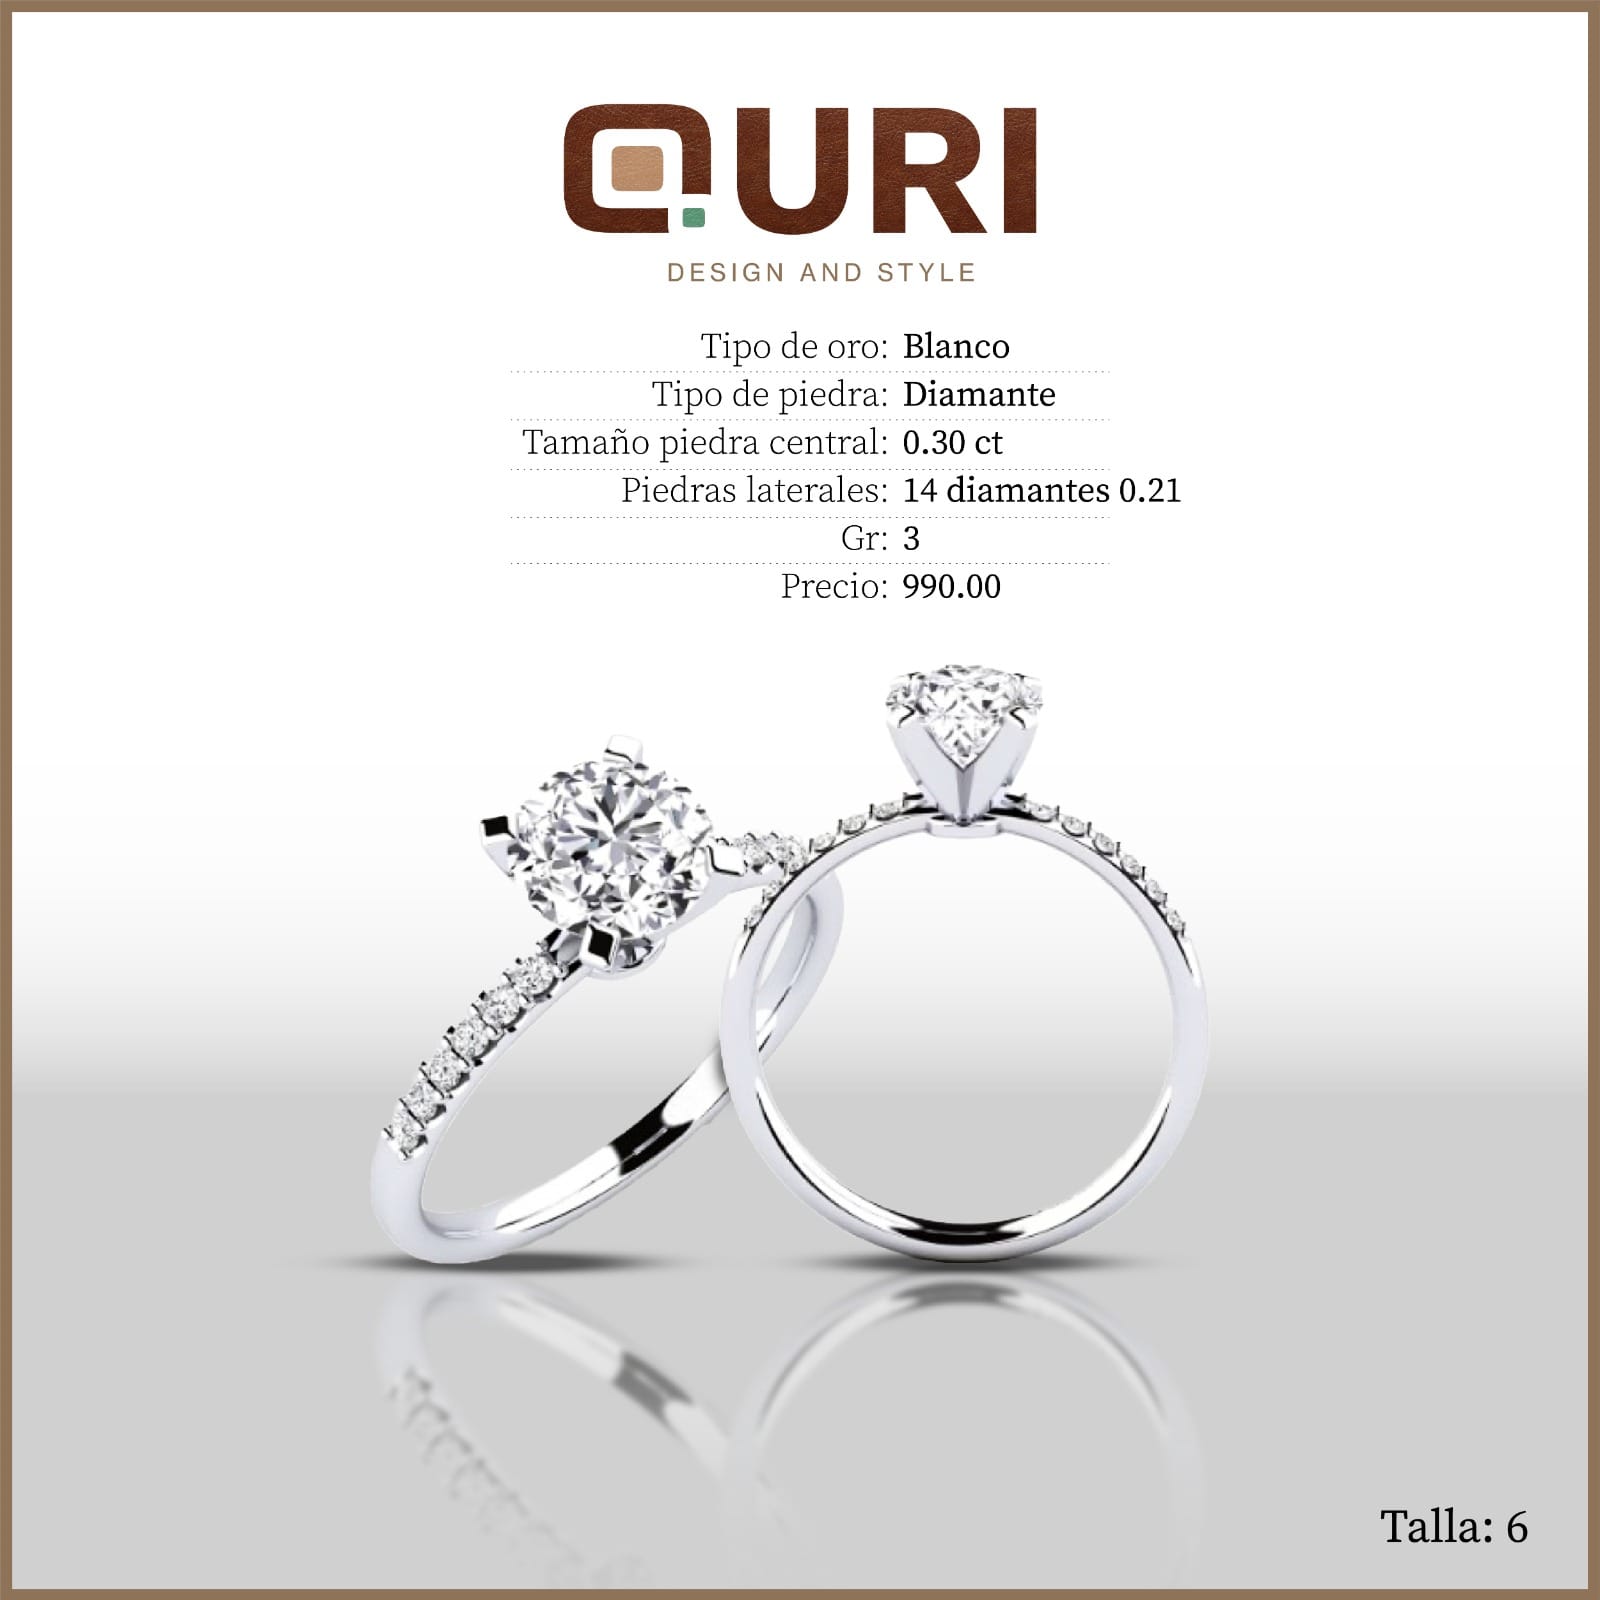 QURI
DESIGN AND STYLE
Tipo de oro: Blanco
Tipo de piedra: Diamante
Tamaño piedra central: 0.30 ct
Piedras laterales: 14 diamantes 0.21
Gr: 3
Precio: 990.00
Talla: 6